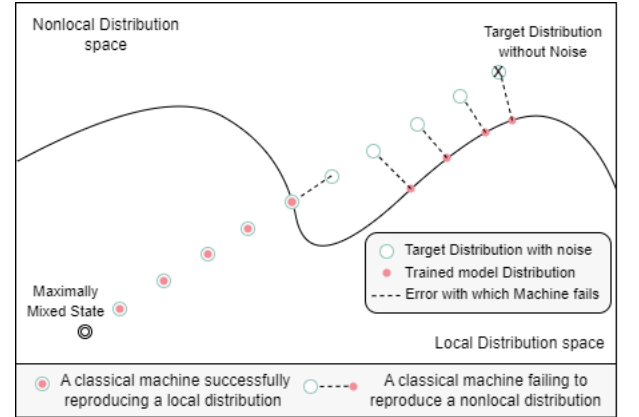 Nonlocal Distribution
space
Target Distribution
without Noise
X
Target Distribution with noise
Trained model Distribution
Error with which Machine fails
Maximally
Mixed State
Local Distribution space
A classical machine successfully
reproducing a local distribution
A classical machine failing to
reproduce a nonlocal distribution